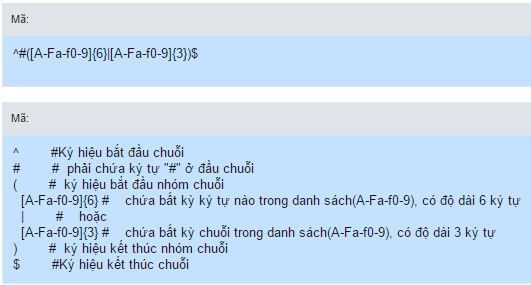 Mã:
^#([A-Fa-f0-9]{6}|[A-Fa-f0-9]{3})$
Mã:
^ #Ký hiệu bắt đầu chuỗi
# # phải chứa ký tự "#" ở đầu chuỗi
( # ký hiệu bắt đầu nhóm chuỗi
[A-Fa-f0-9]{6} # chứa bất kỳ ký tự nào trong danh sách(A-Fa-f0-9), có độ dài 6 ký tự
| # hoặc
[A-Fa-f0-9]{3} # chứa bất kỳ chuỗi trong danh sách(A-Fa-f0-9), có độ dài 3 ký tự
) # ký hiệu kết thúc nhóm chuỗi
$ #Ký hiệu kết thúc chuỗi